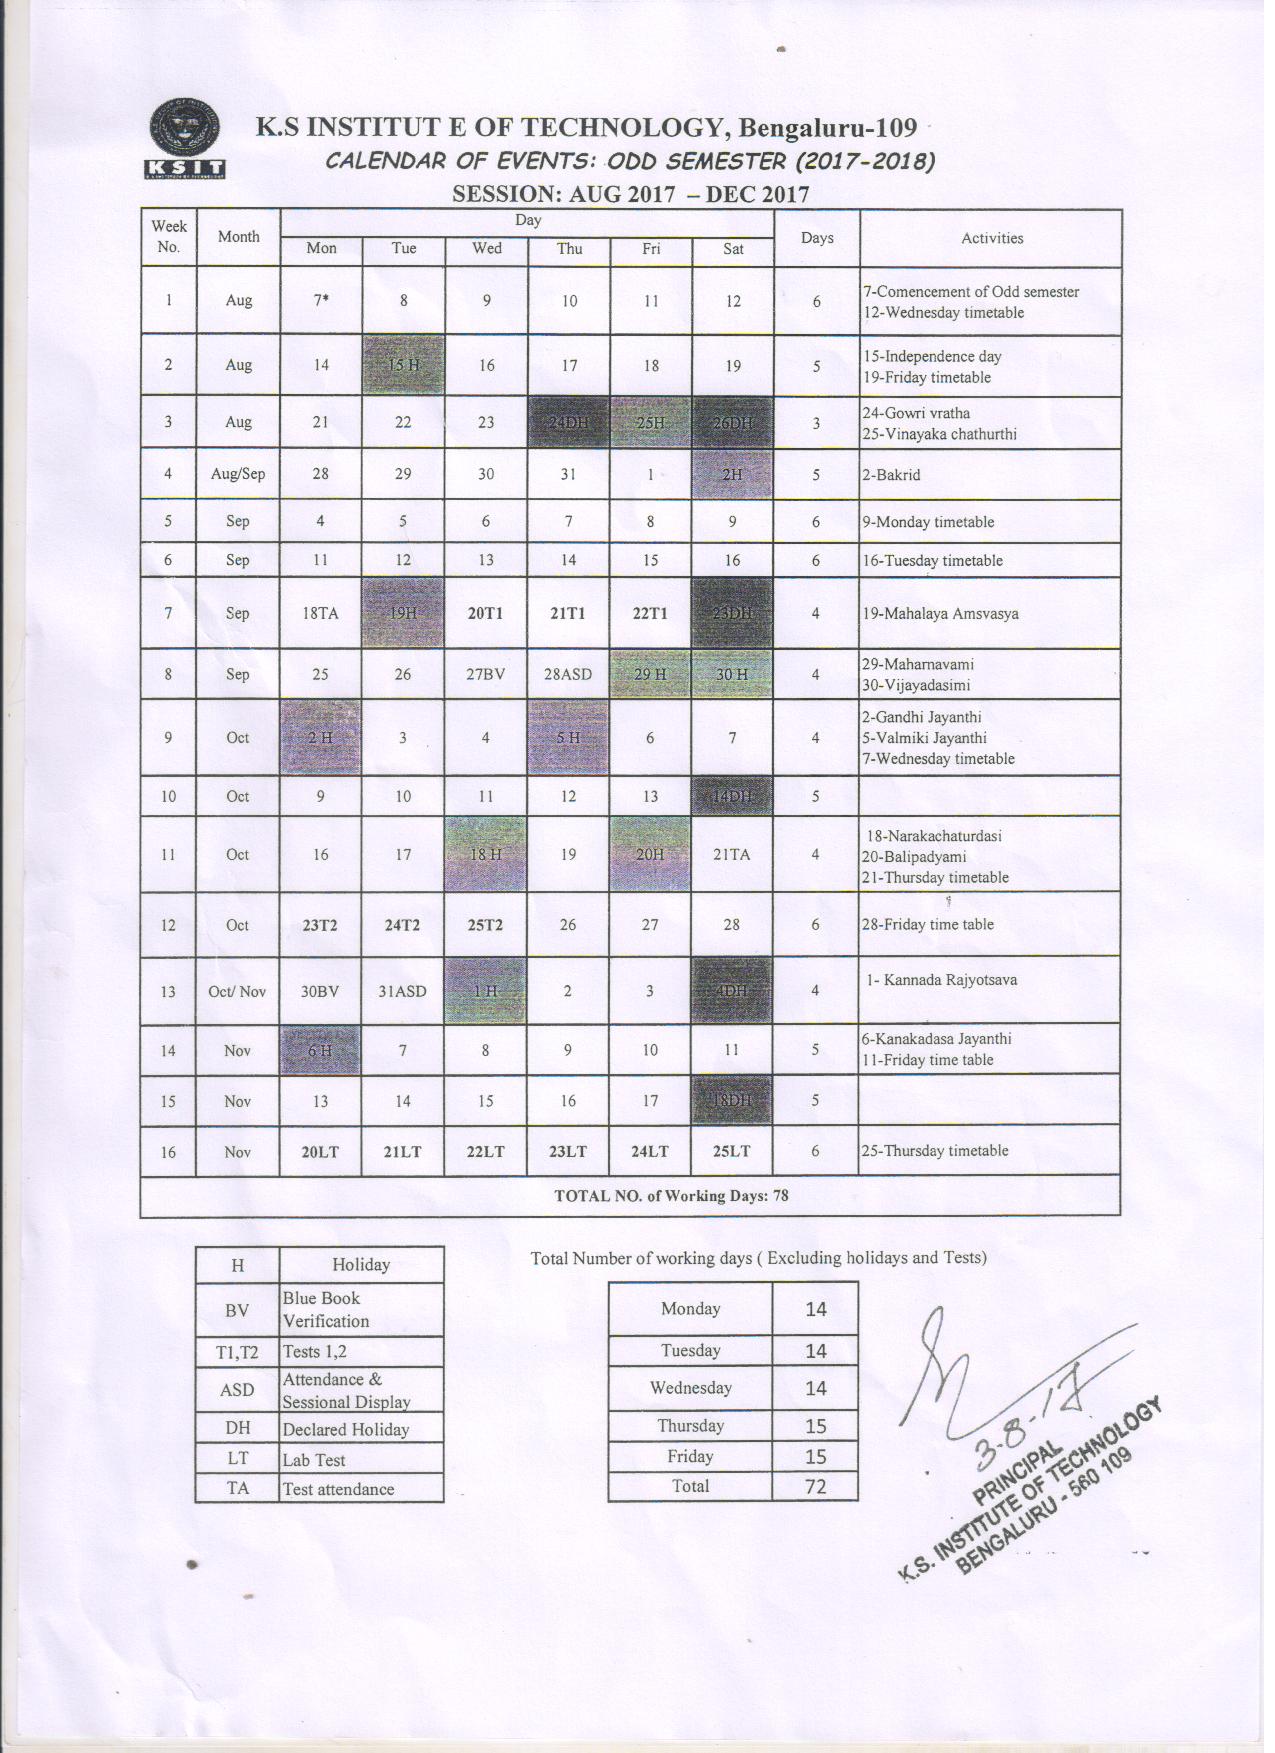 KSIT
K.S INSTITUT E OF TECHNOLOGY, Bengaluru-109
CALENDAR OF EVENTS: ODD SEMESTER (2017-2018)
SESSION: AUG 2017 – DEC 2017
Week No. Month Day Days Activities
Mon Tue Wed Thu Fri Sat
1 Aug 7* 8 9 10 11 12 6 7-Comencement of Odd semester
12-Wednesday timetable
2 Aug 14 15 H 16 17 18 19 5 15-Independence day
19-Friday timetable
3 Aug 21 22 23 24DH 25H 26DH 3 24-Gowri vratha
25-Vinayaka chathurthi
4 Aug/Sep 28 29 30 31 1 2H 5 2-Bakrid
5 Sep 4 5 6 7 8 9 6 9-Monday timetable
6 Sep 11 12 13 14 15 16 6 16-Tuesday timetable
7 Sep 18TA 19H 20T1 21T1 22T1 23DH 4 19-Mahalaya Amsvasya
8 Sep 25 26 27BV 28ASD 29 H 30 H 4 29-Maharnavami
30-Vijayadasimi
9 Oct 2 H 3 4 5 H 6 7 4 2-Gandhi Jayanthi
5-Valmiki Jayanthi
7-Wednesday timetable
10 Oct 9 10 11 12 13 14DH 5
11 Oct 16 17 18 H 19 20H 21TA 4 18-Narakachaturdasi
20-Balipadyami
21-Thursday timetable
12 Oct 23T2 24T2 25T2 26 27 28 6 28-Friday time table
13 Oct/ Nov 30BV 31ASD 1 H 2 3 4DH 4 1- Kannada Rajyotsava
14 Nov 6 H 7 8 9 10 11 5 6-Kanakadasa Jayanthi
11-Friday time table
15 Nov 13 14 15 16 17 18DH 5
16 Nov 20LT 21LT 22LT 23LT 24LT 25LT 6 25-Thursday timetable
TOTAL NO. of Working Days: 78
H Holiday
BV Blue Book
Verification
T1,T2 Tests 1,2
ASD Attendance &
Sessional Display
DH Declared Holiday
LT Lab Test
TA Test attendance
Total Number of working days ( Excluding holidays and Tests)
Monday 14
Tuesday 14
Wednesday 14
Thursday 15
Friday 15
Total 72
3-8-17
PRINCIPAL
K.S. INSTITUTE OF TECHNOLOGY
BENGALURU - 560 109